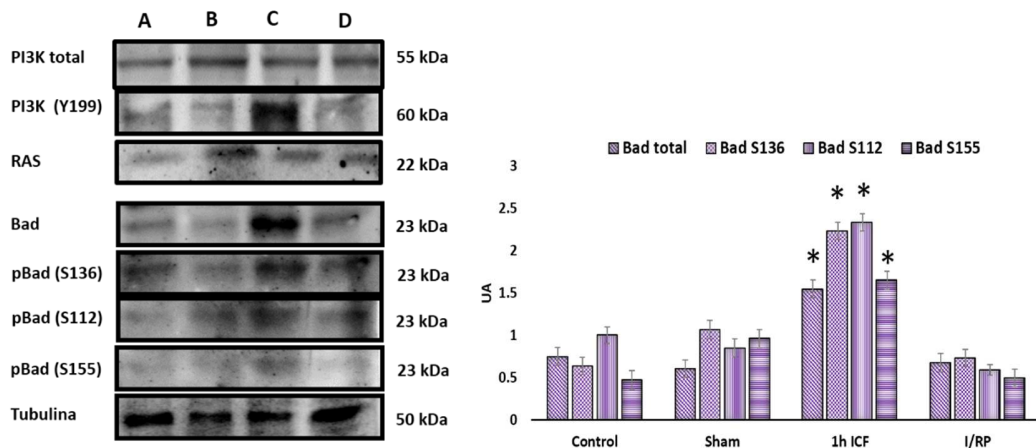 A B C D
PI3K total 55 kDa
PI3K (Y199) 60 kDa
RAS 22 kDa
Bad 23 kDa
pBad (S136) 23 kDa
pBad (S112) 23 kDa
pBad (S155) 23 kDa
Tubulina 50 kDa
Bad total Bad S136 Bad S112 Bad S155
3
2.5
* *
2
* *
1.5
UA
1
0.5
0
Control Sham 1h ICF I/RP